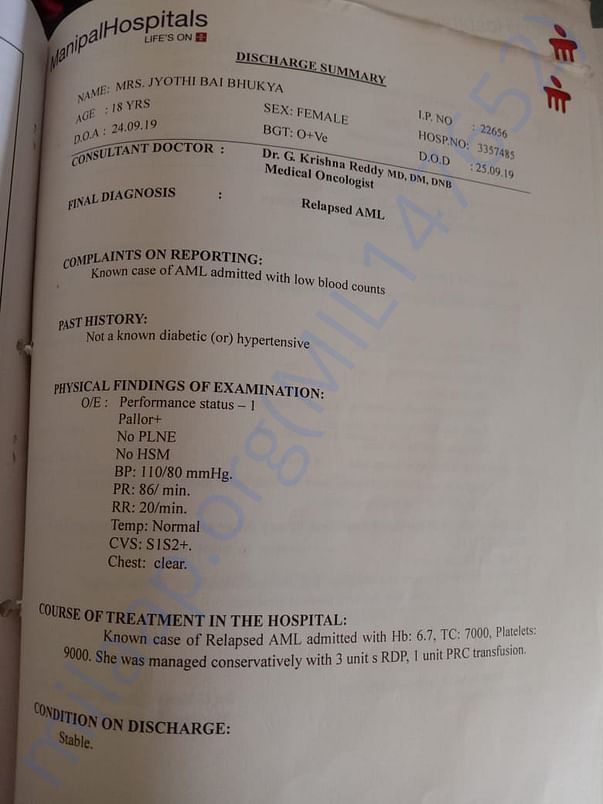 ManipalHospitals
LIFE'S ON
DISCHARGE SUMMARY
NAME: MRS. JYOTHI BAI BHUKYA
AGE : 18 YRS SEX: FEMALE I.P. NO : 22656
D.O.A : 24.09.19 BGT: O+Ve HOSP.NO: 3357485
D.O.D : 25.09.19
CONSULTANT DOCTOR : Dr. G. Krishna Reddy MD, DM, DNB
Medical Oncologist
FINAL DIAGNOSIS : Relapsed AML
COMPLAINTS ON REPORTING:
Known case of AML admitted with low blood counts
PAST HISTORY:
Not a known diabetic (or) hypertensive
PHYSICAL FINDINGS OF EXAMINATION:
O/E : Performance status – 1
Pallor+
No PLNE
No HSM
BP: 110/80 mmHg.
PR: 86/ min.
RR: 20/min.
Temp: Normal
CVS: S1S2+.
Chest: clear.
COURSE OF TREATMENT IN THE HOSPITAL:
Known case of Relapsed AML admitted with Hb: 6.7, TC: 7000, Platelets:
9000. She was managed conservatively with 3 unit s RDP, 1 unit PRC transfusion.
CONDITION ON DISCHARGE:
Stable.